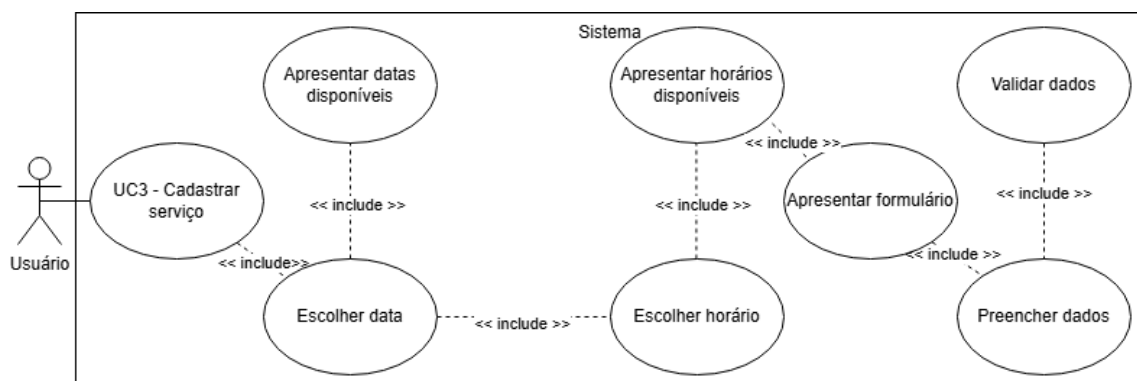 Sistema
Apresentar datas
disponíveis
Apresentar horários
disponíveis
Validar dados
<< include >>
UC3 - Cadastrar
serviço
<< include >>
<< include >>
<< include >>
Apresentar formulário
Usuário
<< include>>
<< include >>
Escolher data
<< include >>
Escolher horário
Preencher dados